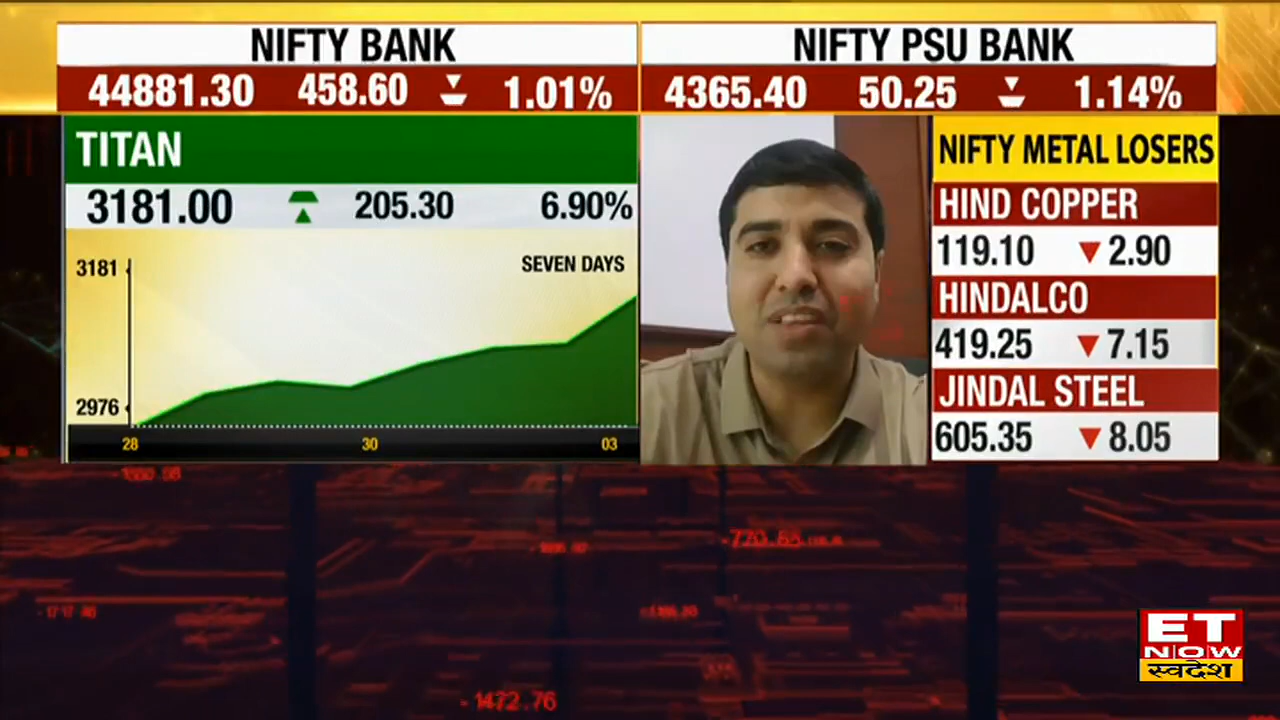 NIFTY BANK
44881.30 458.60 1.01%
NIFTY PSU BANK
4365.40 50.25 1.14%
TITAN
3181.00 205.30 6.90%
SEVEN DAYS
3181
2976
28 30 03
NIFTY METAL LOSERS
HIND COPPER
119.10 2.90
HINDALCO
419.25 7.15
JINDAL STEEL
605.35 8.05
- 1472.76
ET
NOW
स्वदेश